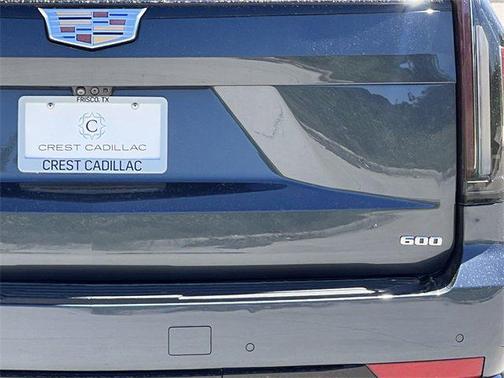 FRISCO, TX
C
CREST CADILLAC
CREST CADILLAC
600